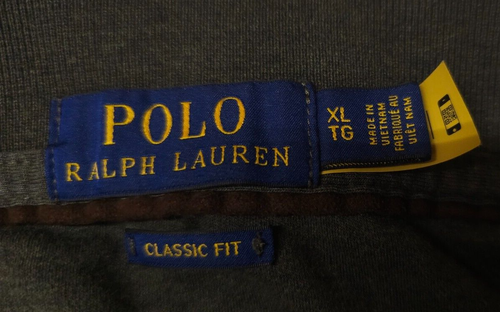 POLO
RALPH LAUREN
XL
TG
MADE IN
VIETNAM
FABRIQUÉ AU
VIÊT NAM
CLASSIC FIT